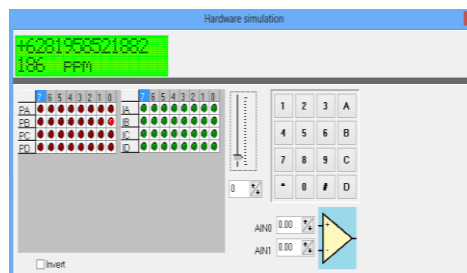 Hardware simulation
+6281958521882
186 PPM
7 6 5 4 3 2 1 0
7 6 5 4 3 2 1 0
PA
IA
PB
IB
PC
IC
PD
ID
1 2 3 A
4 5 6 B
7 8 9 C
* 0 # D
0
AIN0 0.00
AIN1 0.00
+
-
Invert